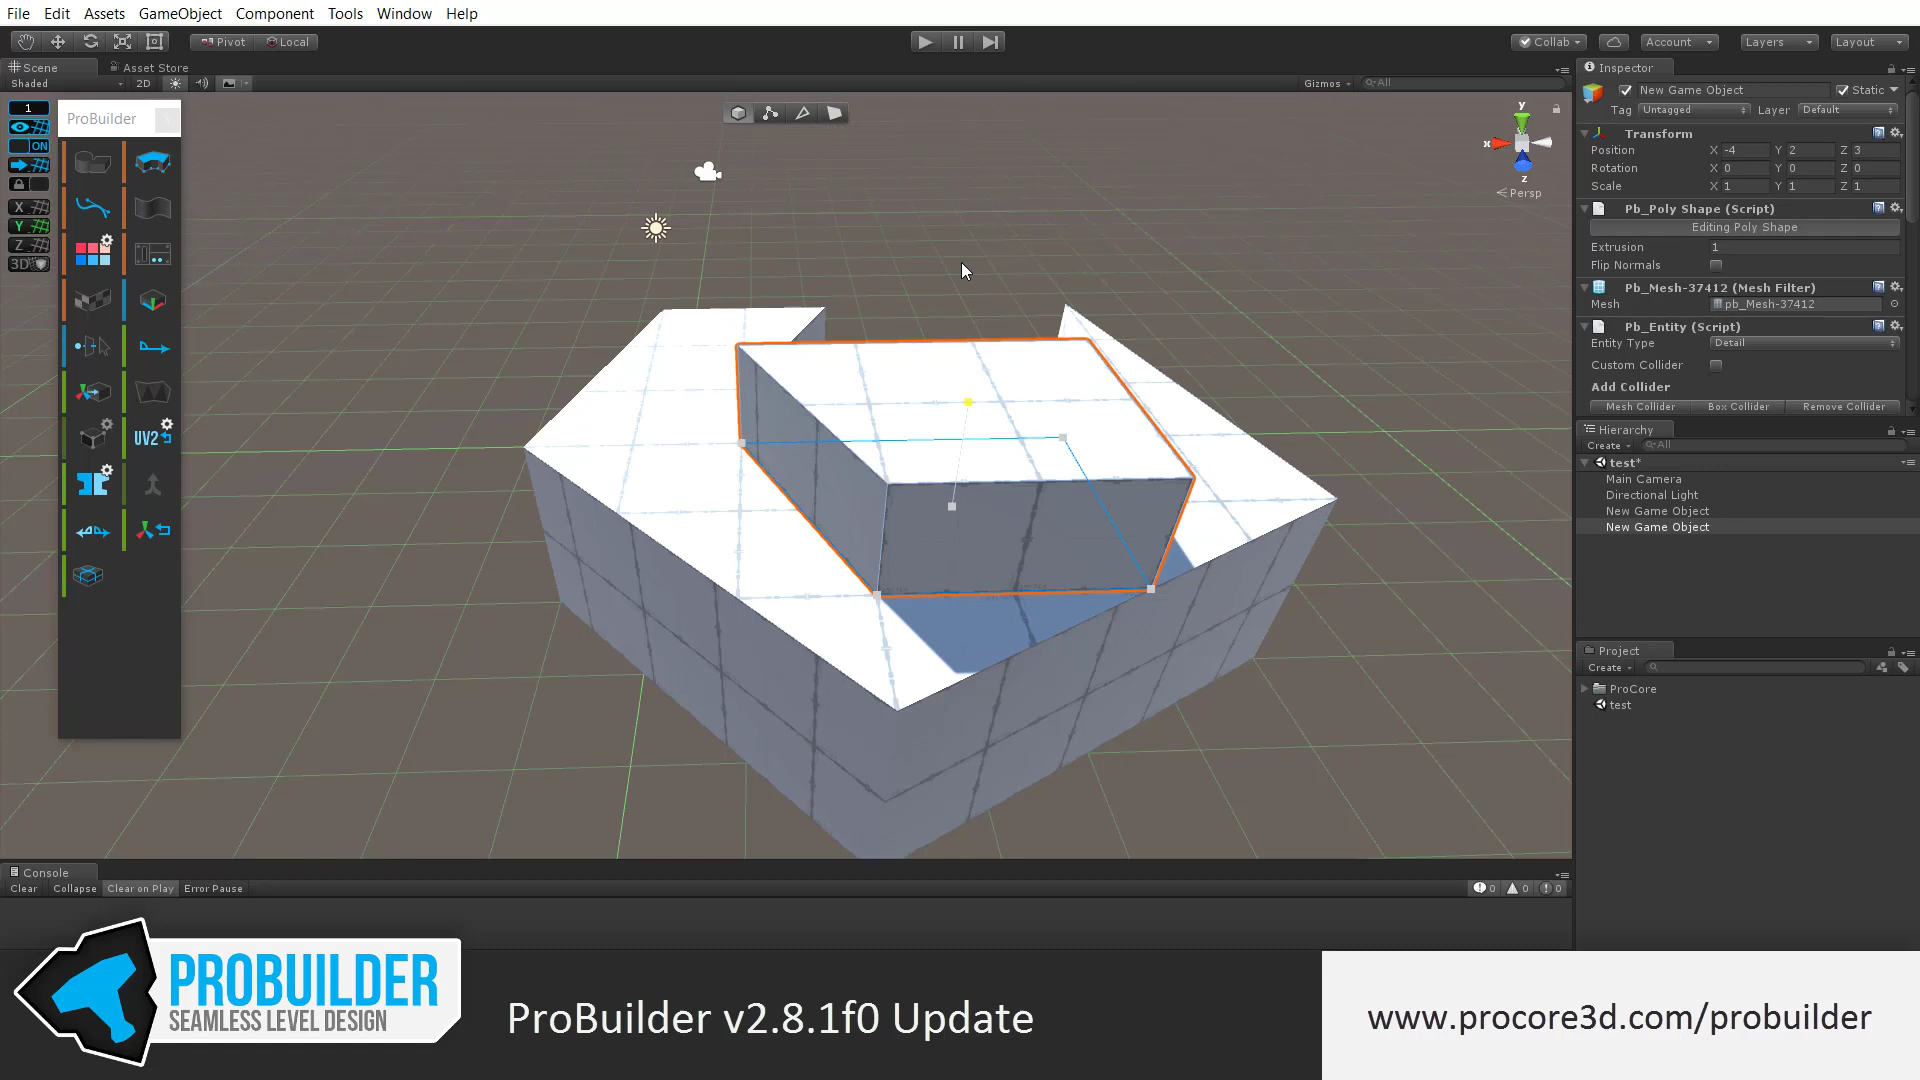 File Edit Assets GameObject Component Tools Window Help
Pivot Local Collab Account Layers Layout
Scene Asset Store
Shaded 2D Gizmos All
1
ProBuilder
ON
X
Y
Z
3D
UV2
y
x
z
Persp
Inspector
New Game Object Static
Tag Untagged Layer Default
Transform
Position X -4 Y 2 Z 3
Rotation X 0 Y 0 Z 0
Scale X 1 Y 1 Z 1
Pb_Poly Shape (Script)
Editing Poly Shape
Extrusion 1
Flip Normals
Pb_Mesh-37412 (Mesh Filter)
Mesh pb_Mesh-37412
Pb_Entity (Script)
Entity Type Detail
Custom Collider
Add Collider
Mesh Collider Box Collider Remove Collider
Hierarchy
Create All
test*
Main Camera
Directional Light
New Game Object
New Game Object
Project
Create
ProCore
test
Console
Clear Collapse Clear on Play Error Pause 0 0 0
PROBUILDER
SEAMLESS LEVEL DESIGN
ProBuilder v2.8.1f0 Update
www.procore3d.com/probuilder